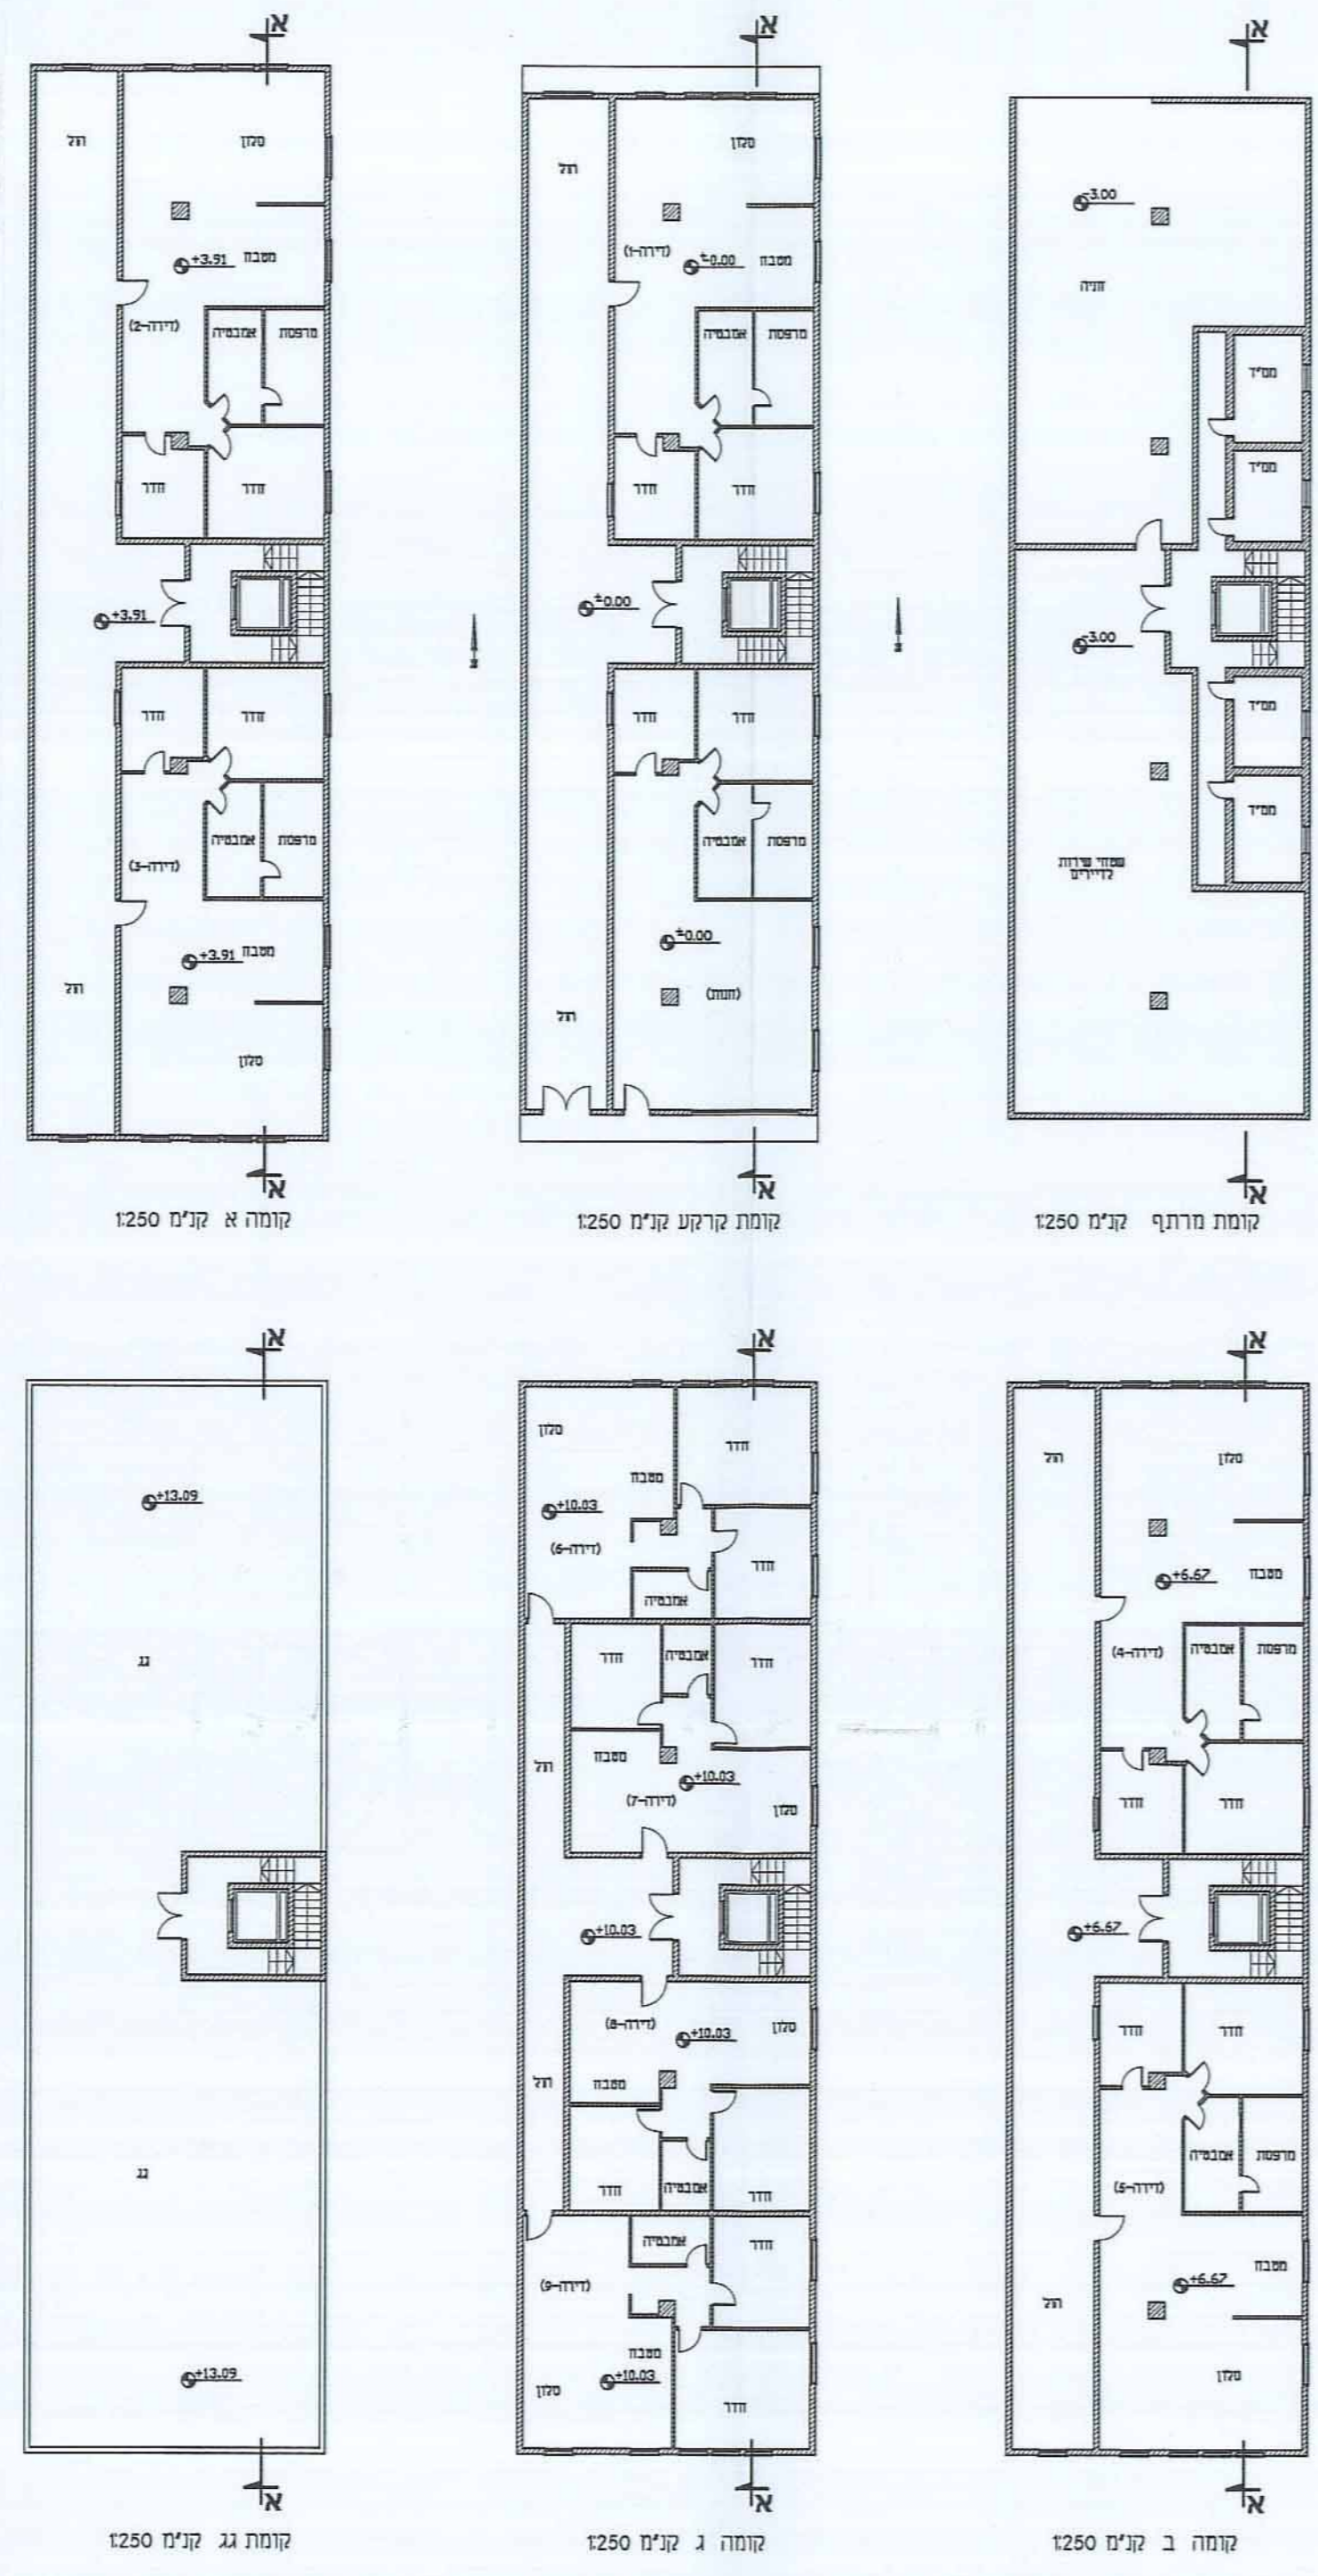 א
-3.00
חניה
ממ"ד
ממ"ד
-3.00
ממ"ד
ממ"ד
שטחי שירות
לדיירים
א
קומת מרתף קנ"מ 1:250
א
סלון
הול
(דירה-1)
±0.00 מטבח
אמבטיה מרפסת
חדר חדר
±0.00
חדר חדר
אמבטיה מרפסת
±0.00
(חנות)
הול
א
קומת קרקע קנ"מ 1:250
א
סלון הול
+3.91 מטבח
(דירה-2) אמבטיה מרפסת
חדר חדר
+3.91
חדר חדר
(דירה-3) אמבטיה מרפסת
+3.91 מטבח
הול
סלון
א
קומה א קנ"מ 1:250
א
סלון הול
+6.67 מטבח
(דירה-4) אמבטיה מרפסת
חדר חדר
+6.67
חדר חדר
אמבטיה מרפסת
(דירה-5)
מטבח
+6.67
הול
סלון
א
קומה ב קנ"מ 1:250
א
סלון
חדר
מטבח
+10.03
(דירה-6)
חדר
אמבטיה
חדר אמבטיה חדר
מטבח
הול
+10.03
(דירה-7)
סלון
+10.03
(דירה-8)
סלון
+10.03
הול מטבח
חדר אמבטיה חדר
אמבטיה חדר
(דירה-9)
מטבח
+10.03
סלון
חדר
א
קומה ג קנ"מ 1:250
א
+13.09
גג
גג
+13.09
א
קומת גג קנ"מ 1:250